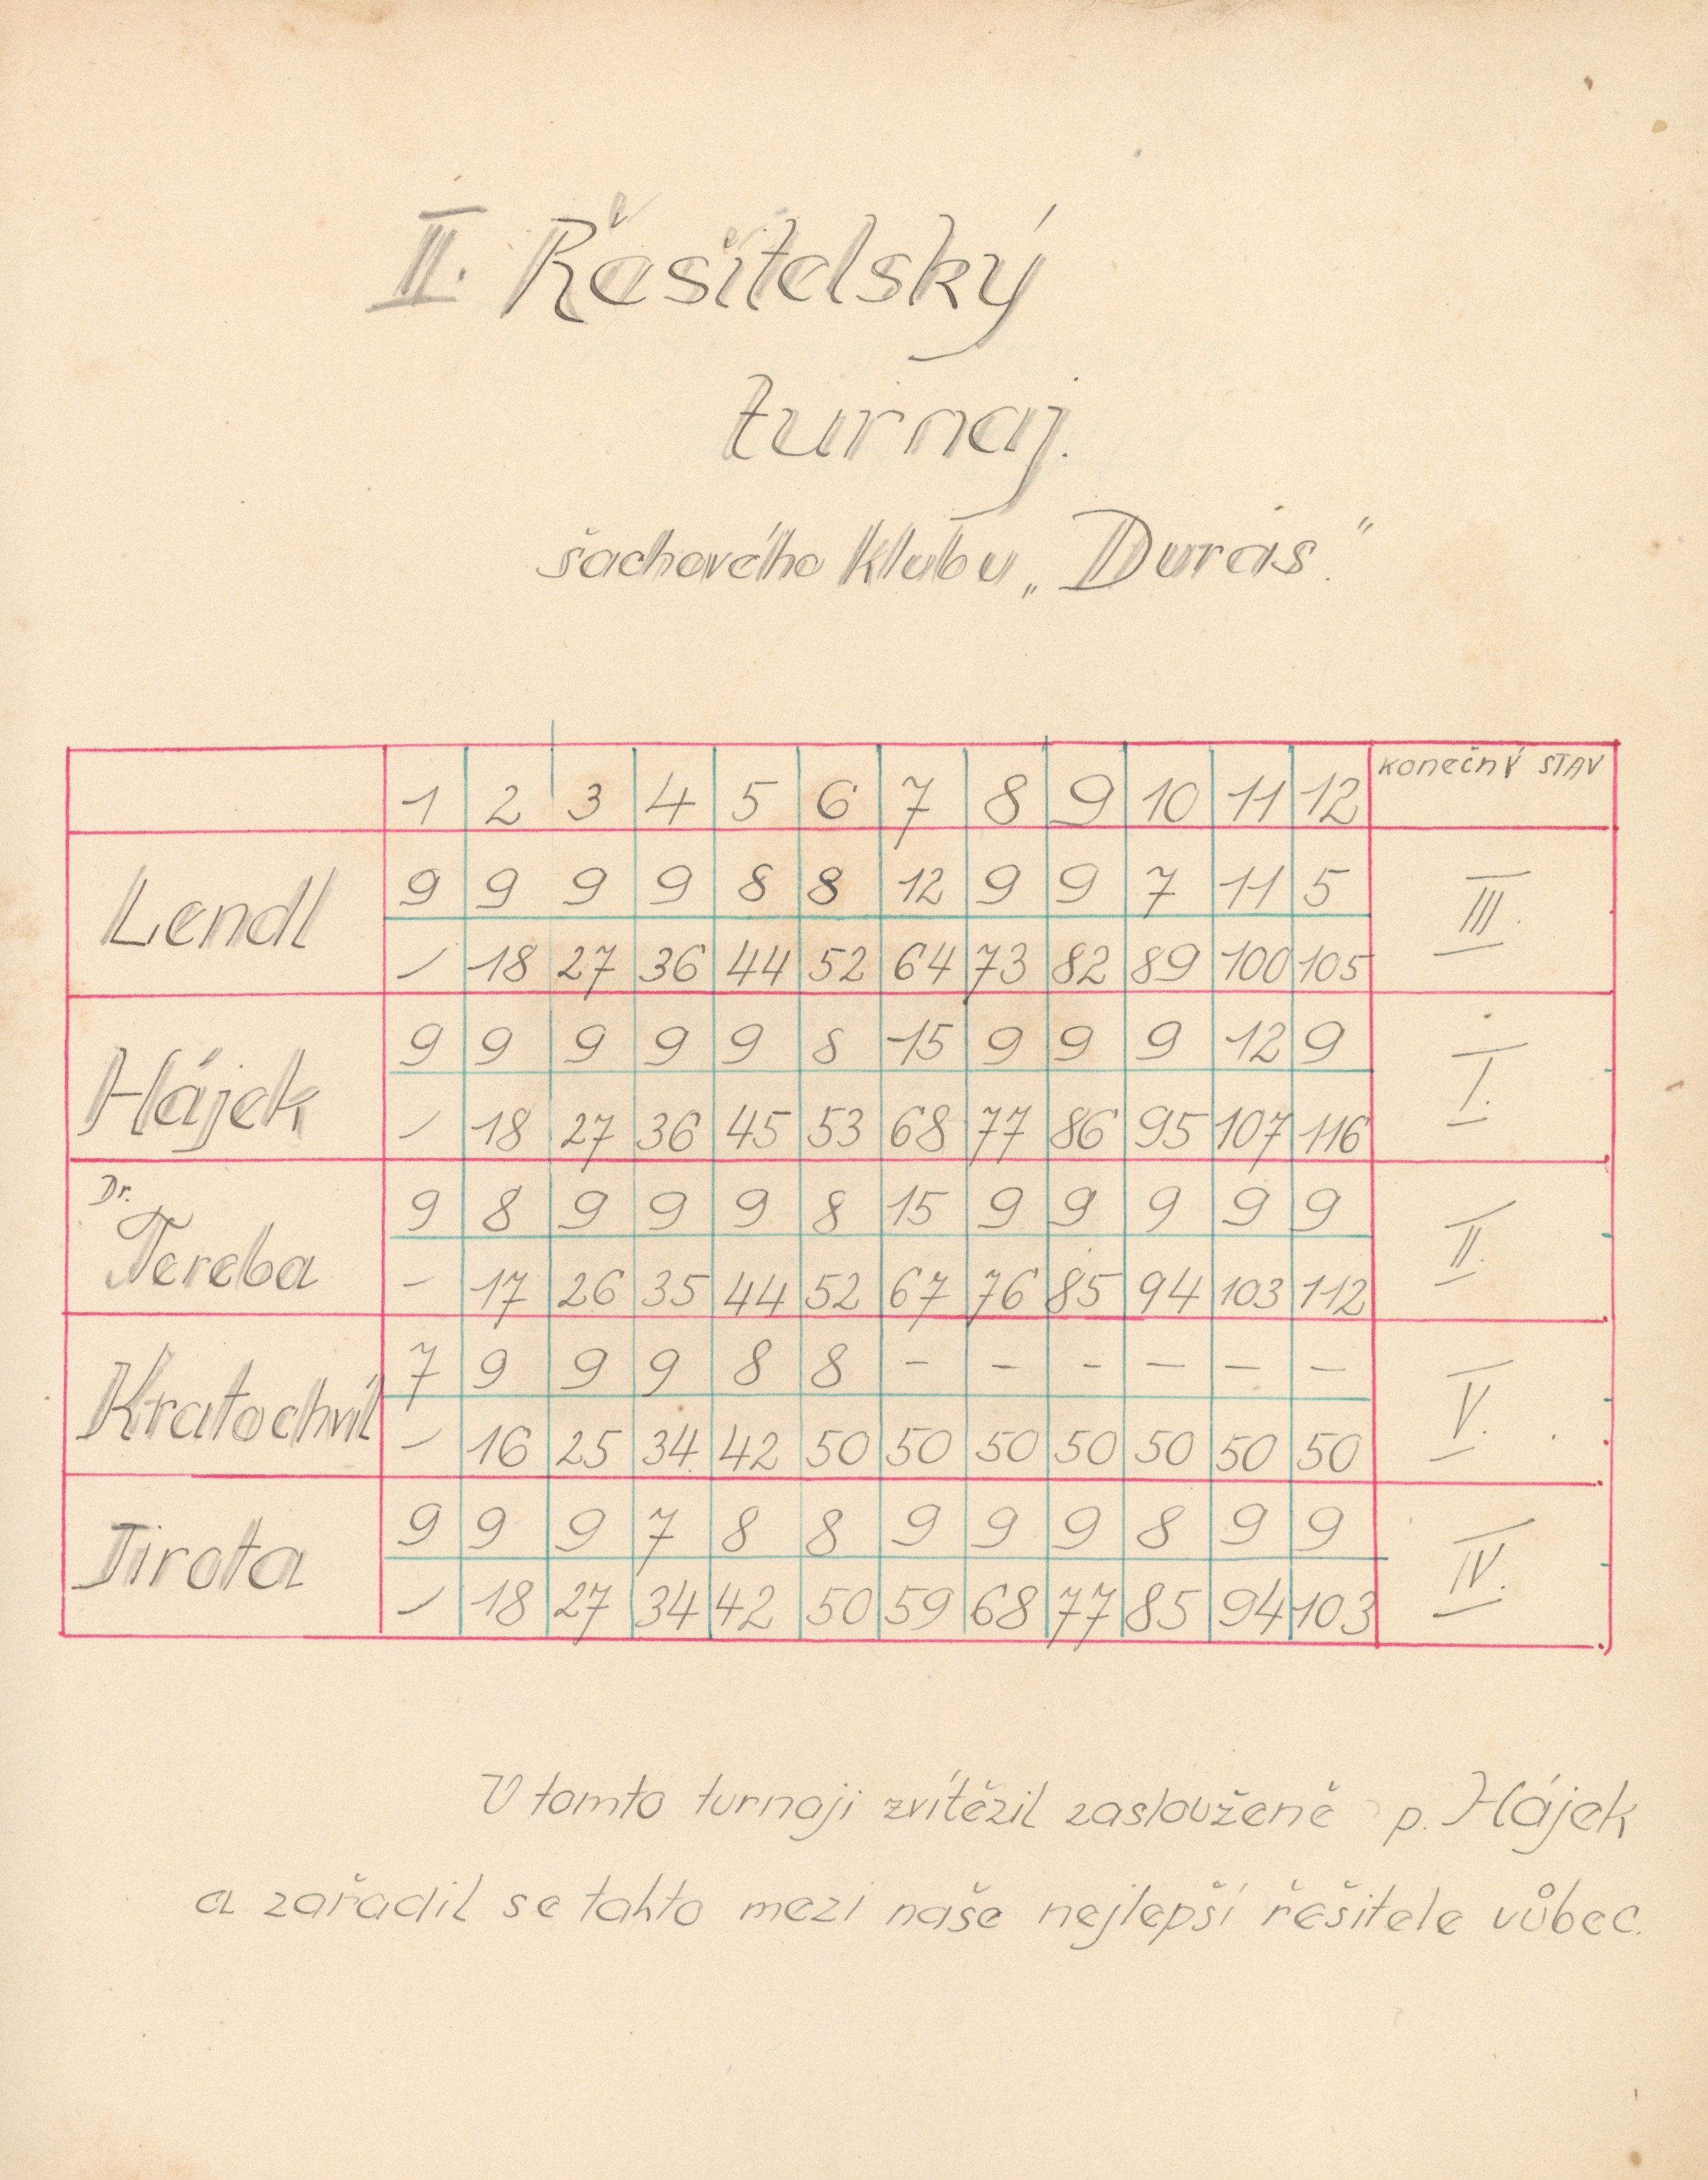 II. Řešitelský
turnaj.
šachového klubu „Duras.“
1 2 3 4 5 6 7 8 9 10 11 12 KONEČNÝ STAV
Lendl 9 9 9 9 8 8 12 9 9 7 11 5 III.
– 18 27 36 44 52 64 73 82 89 100 105
Hájek 9 9 9 9 9 8 15 9 9 9 12 9 I.
– 18 27 36 45 53 68 77 86 95 107 116
Dr. Tereba 9 8 9 9 9 8 15 9 9 9 9 9 II.
– 17 26 35 44 52 67 76 85 94 103 112
Kratochvíl 7 9 9 9 8 8 – – – – – – V.
– 16 25 34 42 50 50 50 50 50 50 50
Jirota 9 9 9 7 8 8 9 9 9 8 9 9 IV.
– 18 27 34 42 50 59 68 77 85 94 103
V tomto turnaji zvítězil zaslouženě p. Hájek
a zařadil se takto mezi naše nejlepší řešitele vůbec.